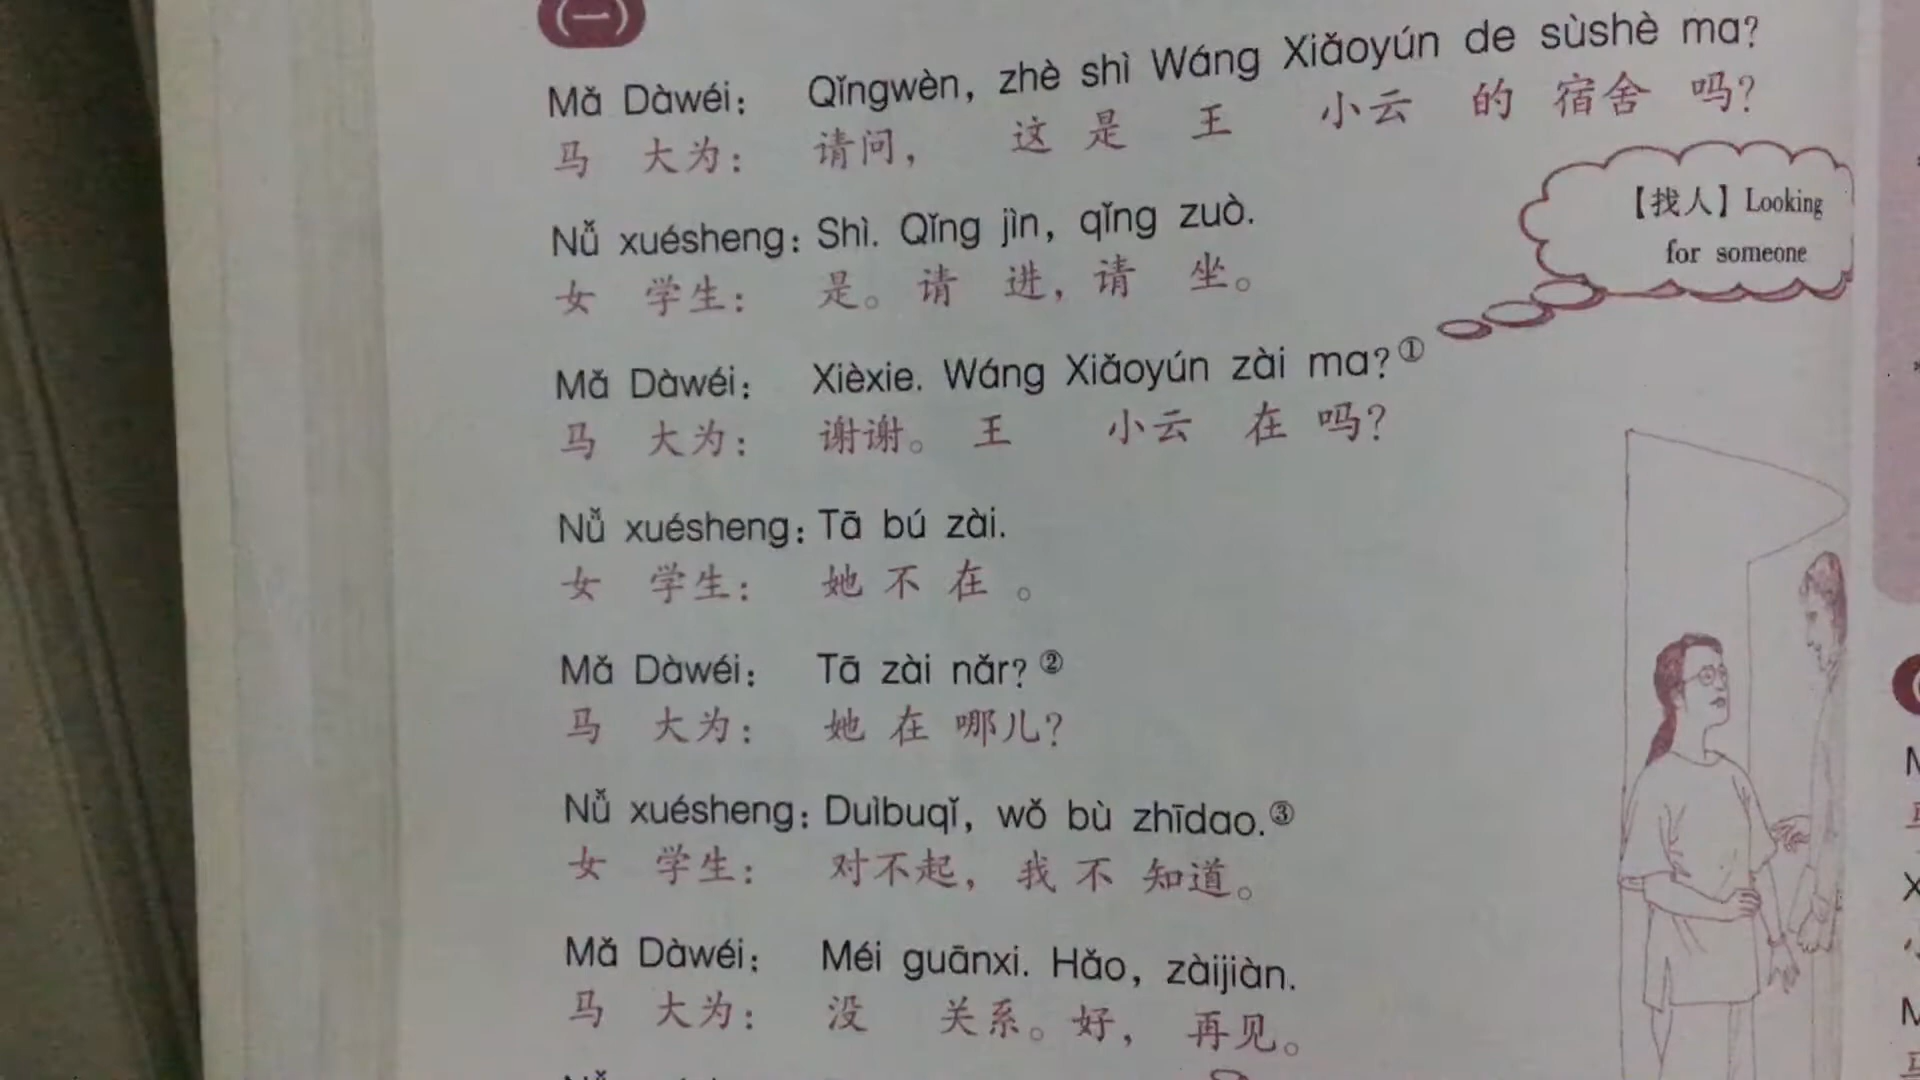 (一)
Mǎ Dàwéi: Qǐngwèn, zhè shì Wáng Xiǎoyún de sùshè ma?
马 大为: 请问, 这 是 王 小云 的 宿舍 吗?
Nǚ xuésheng: Shì. Qǐng jìn, qǐng zuò.
女 学生: 是。请 进, 请 坐。
【找人】Looking
for someone
Mǎ Dàwéi: Xièxie. Wáng Xiǎoyún zài ma?①
马 大为: 谢谢。 王 小云 在 吗?
Nǚ xuésheng: Tā bú zài.
女 学生: 她 不 在 。
Mǎ Dàwéi: Tā zài nǎr?②
马 大为: 她 在 哪儿?
Nǚ xuésheng: Duìbuqǐ, wǒ bù zhīdao.③
女 学生: 对不起, 我 不 知道。
Mǎ Dàwéi: Méi guānxi. Hǎo, zàijiàn.
马 大为: 没 关系。好, 再见。